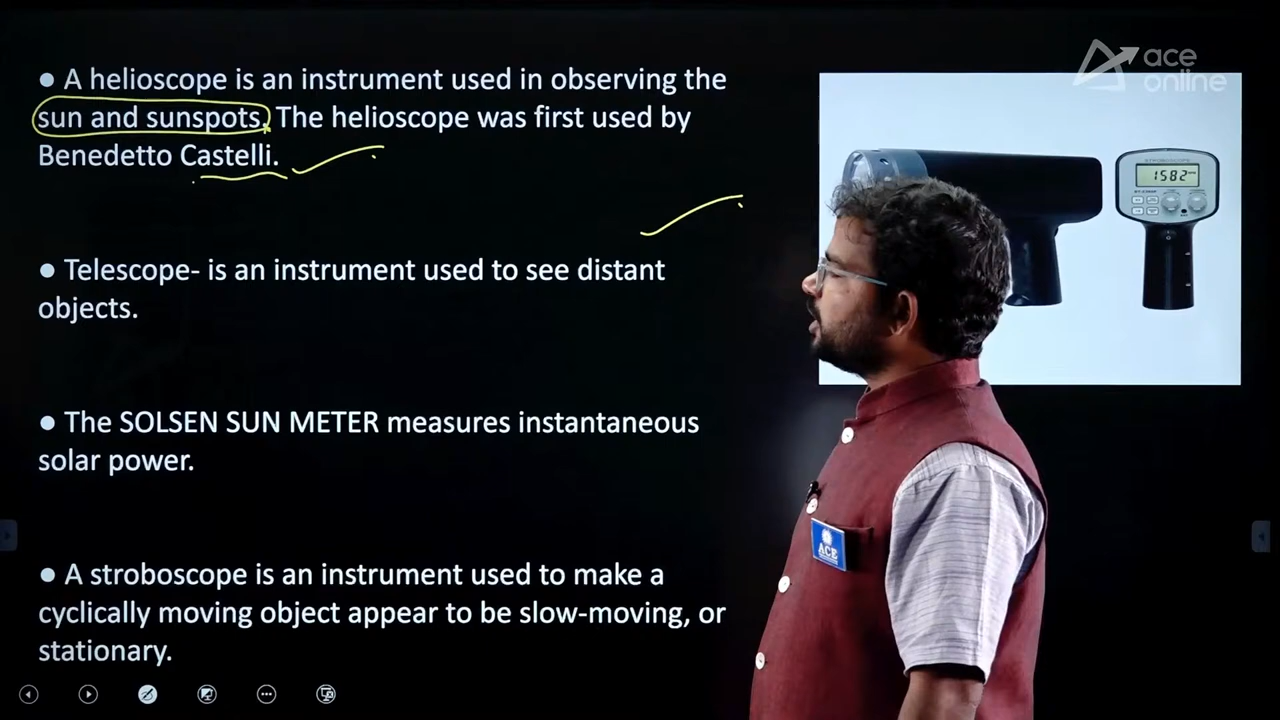 ● A helioscope is an instrument used in observing the
sun and sunspots. The helioscope was first used by
Benedetto Castelli.
● Telescope- is an instrument used to see distant
objects.
● The SOLSEN SUN METER measures instantaneous
solar power.
● A stroboscope is an instrument used to make a
cyclically moving object appear to be slow-moving, or
stationary.
ace
online
STROBOSCOPE
1582
ACE